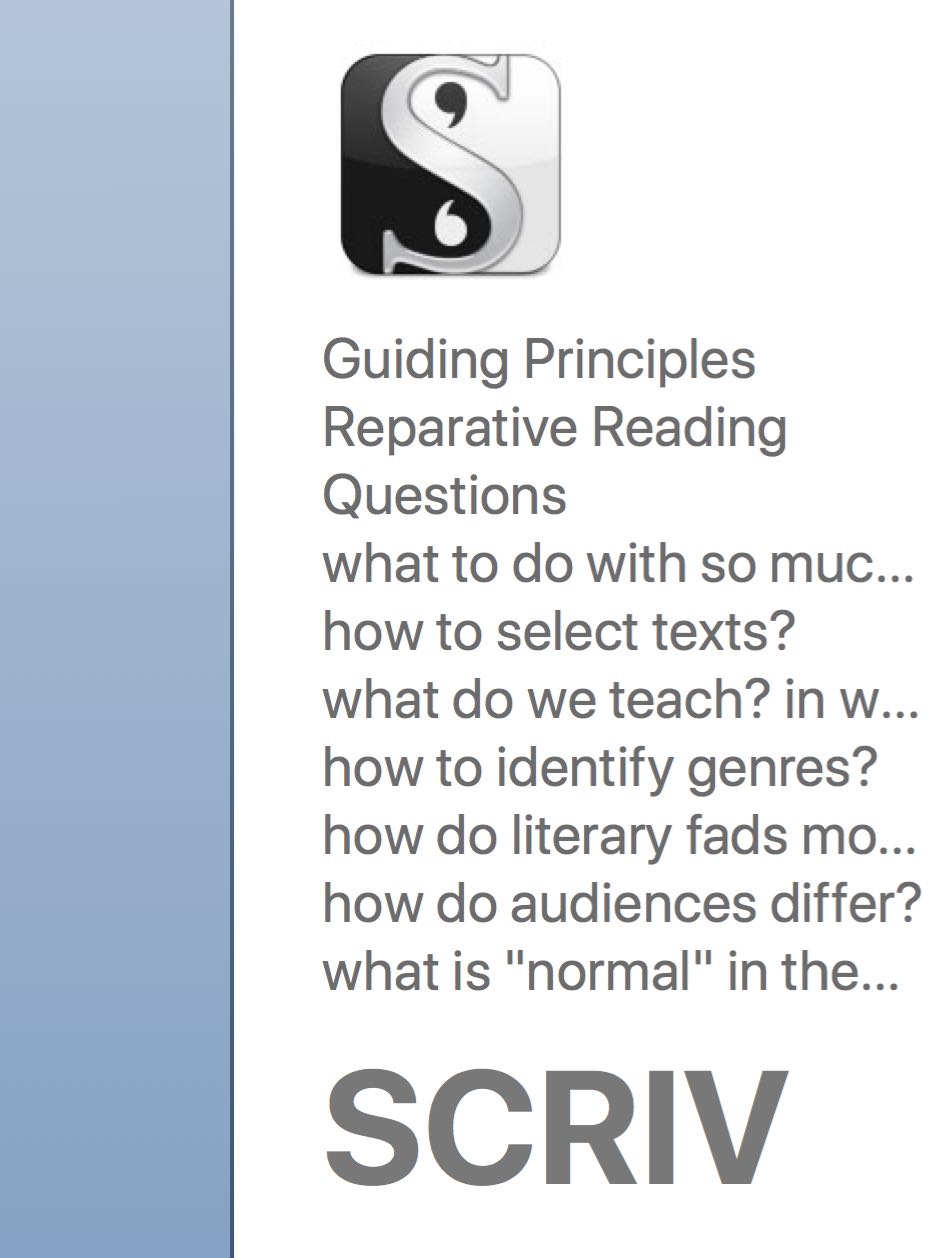 Guiding Principles
Reparative Reading
Questions
what to do with so muc...
how to select texts?
what do we teach? in w...
how to identify genres?
how do literary fads mo...
how do audiences differ?
what is "normal" in the...
SCRIV